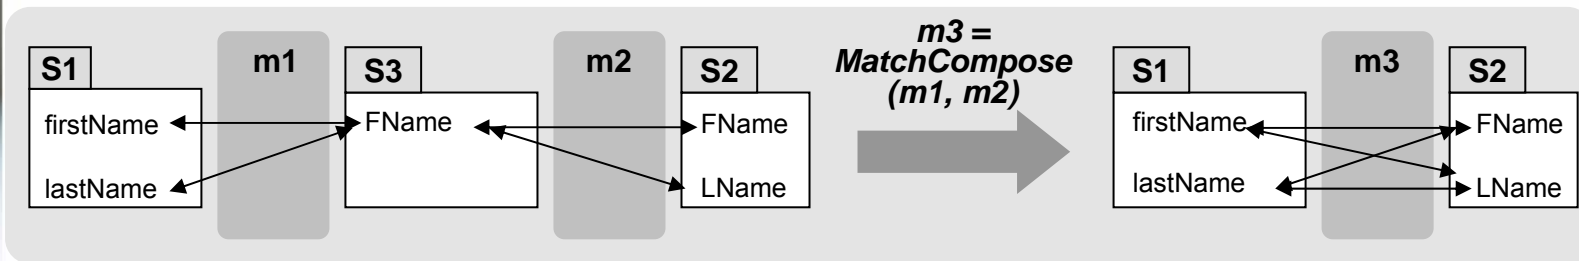 S1
m1
S3
m2
S2
firstName
lastName
FName
FName
LName
m3 =
MatchCompose
(m1, m2)
S1
m3
S2
firstName
lastName
FName
LName